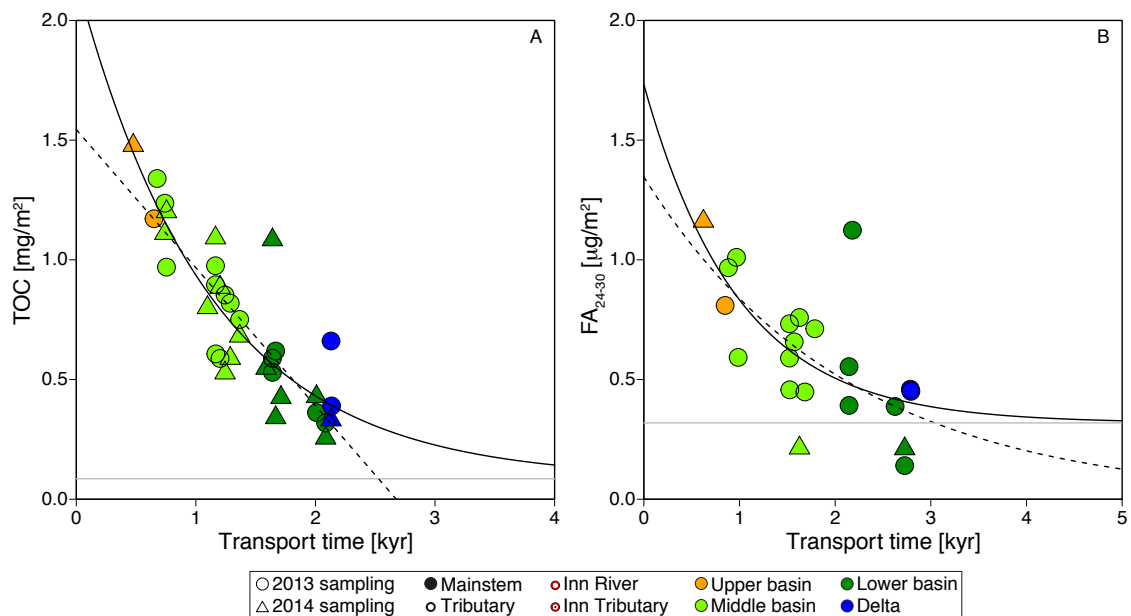 2.0
1.5
1.0
0.5
0.0
TOC [mg/m²]
A
0 1 2 3 4
Transport time [kyr]
2.0
1.5
1.0
0.5
0.0
FA₂₄₋₃₀ [µg/m²]
B
0 1 2 3 4 5
Transport time [kyr]
2013 sampling Mainstem Inn River Upper basin Lower basin
2014 sampling Tributary Inn Tributary Middle basin Delta